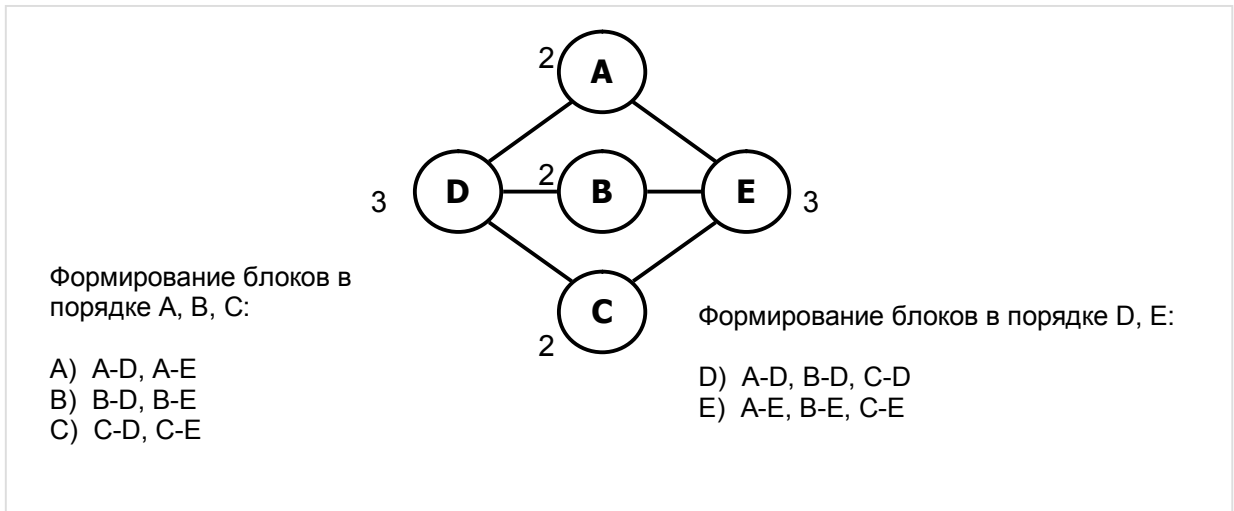 2
A
D
2
B
E
3
3
C
2
Формирование блоков в
порядке A, B, C:
A) A-D, A-E
B) B-D, B-E
C) C-D, C-E
Формирование блоков в порядке D, E:
D) A-D, B-D, C-D
E) A-E, B-E, C-E